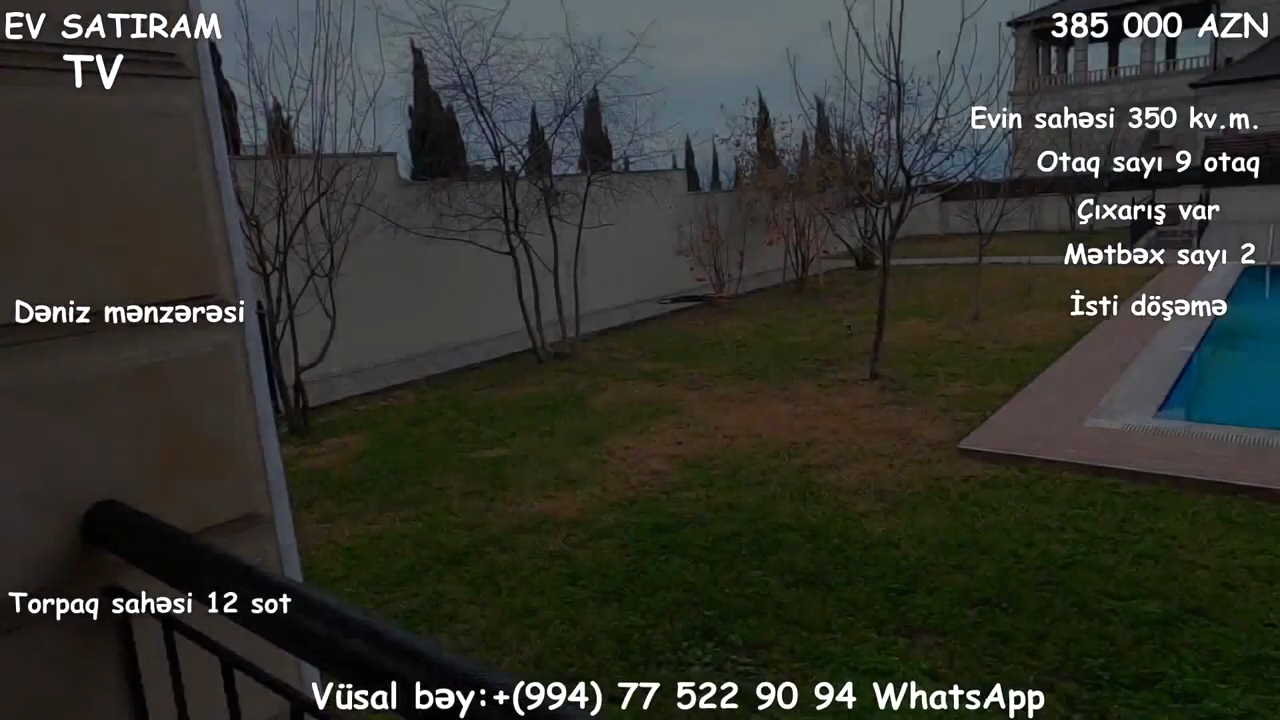 EV SATIRAM
TV
385 000 AZN
Evin sahəsi 350 kv.m.
Otaq sayı 9 otaq
Çıxarış var
Mətbəx sayı 2
İsti döşəmə
Dəniz mənzərəsi
Torpaq sahəsi 12 sot
Vüsal bəy:+(994) 77 522 90 94 WhatsApp